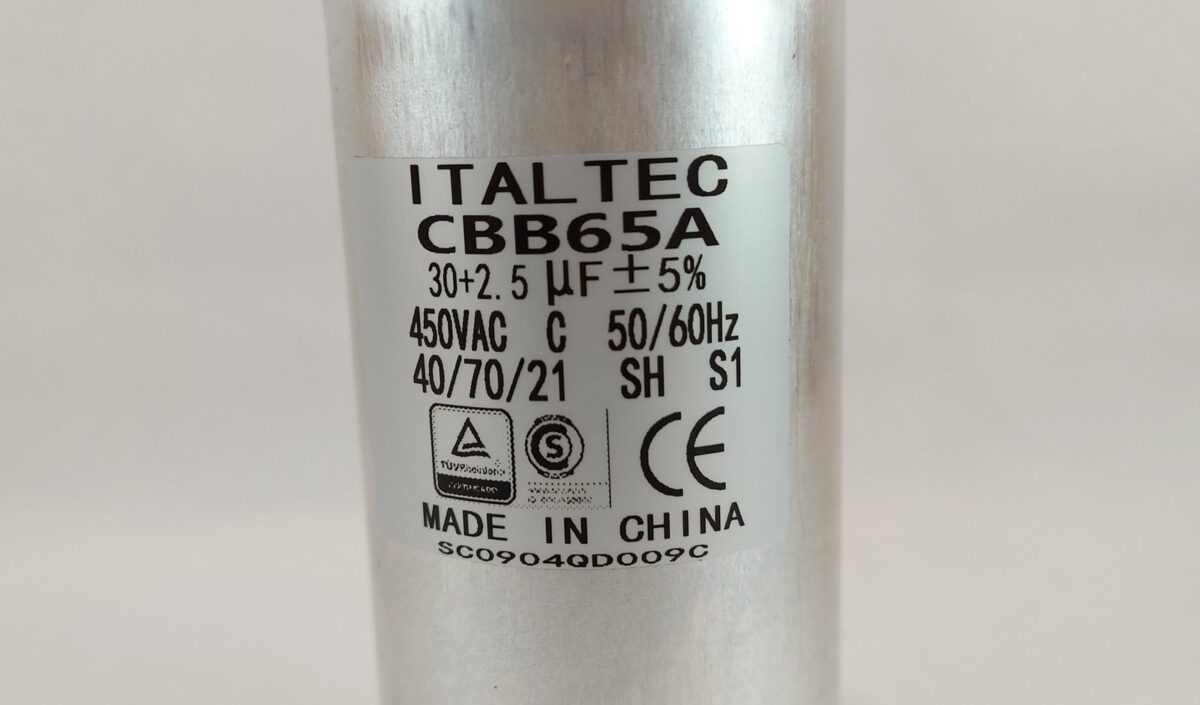 ITALTEC
CBB65A
30+2.5 µF ±5%
450VAC C 50/60Hz
40/70/21 SH S1
TÜVRheinland
S
CE
MADE IN CHINA
SC0904QD009C